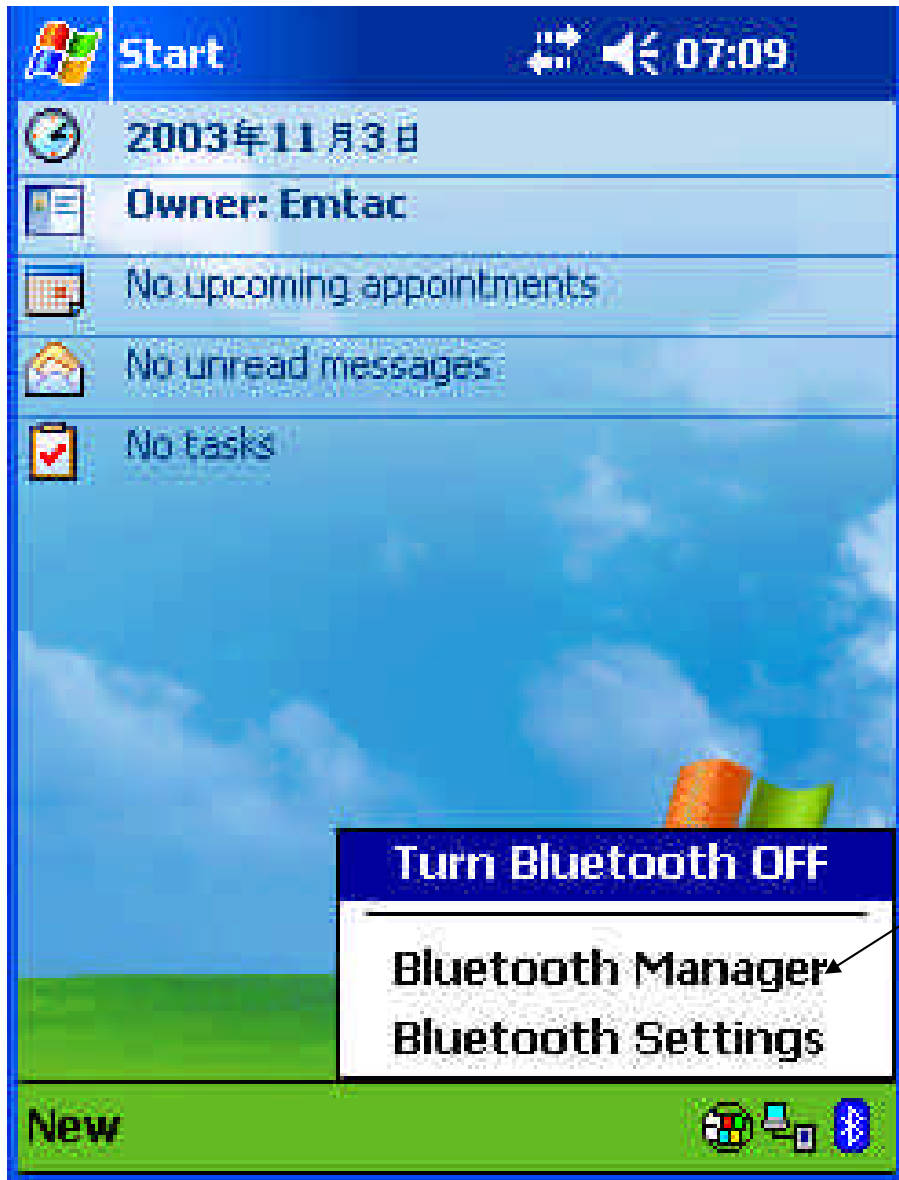 Start 07:09
2003年11月3日
Owner: Emtac
No upcoming appointments
No unread messages
No tasks
Turn Bluetooth OFF
Bluetooth Manager
Bluetooth Settings
New